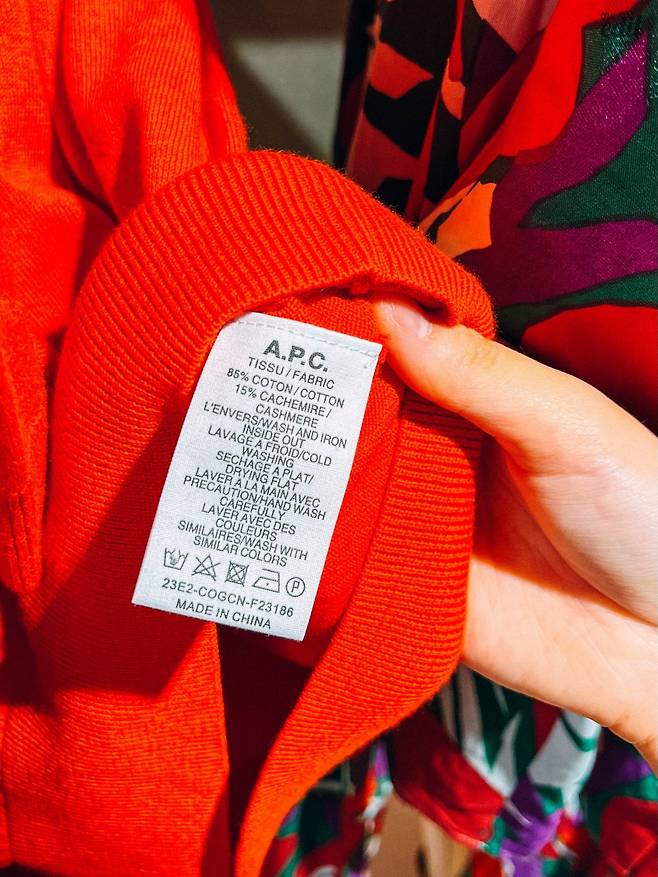 A.P.C.
TISSU/FABRIC
85% COTON/COTTON
15% CACHEMIRE/
CASHMERE
L'ENVERS/WASH AND IRON
INSIDE OUT
LAVAGE A FROID/COLD
WASHING
SECHAGE A PLAT/
DRYING FLAT
LAVER À LA MAIN AVEC
PRECAUTION/HAND WASH
CAREFULLY
LAVER AVEC DES
COULEURS
SIMILAIRES/WASH WITH
SIMILAR COLORS
P
23E2-COGCN-F23186
MADE IN CHINA